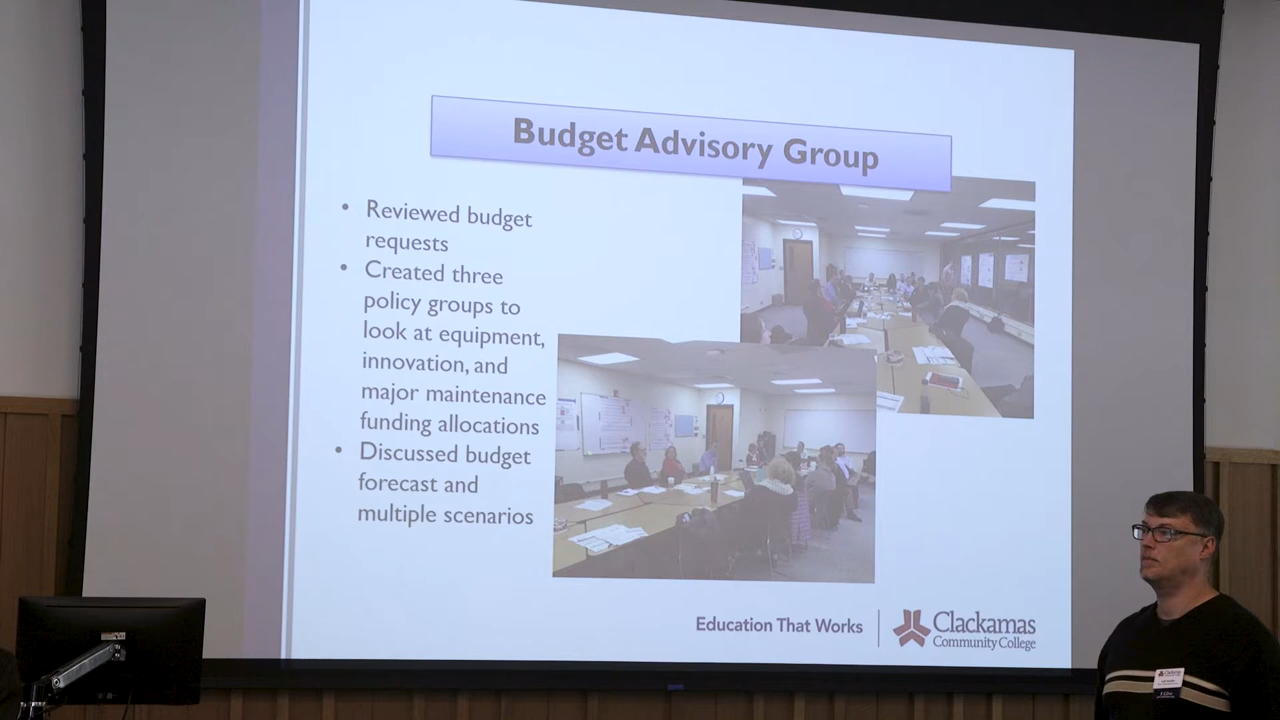 Budget Advisory Group
• Reviewed budget
requests
• Created three
policy groups to
look at equipment,
innovation, and
major maintenance
funding allocations
• Discussed budget
forecast and
multiple scenarios
Education That Works
Clackamas
Community College
Clackamas